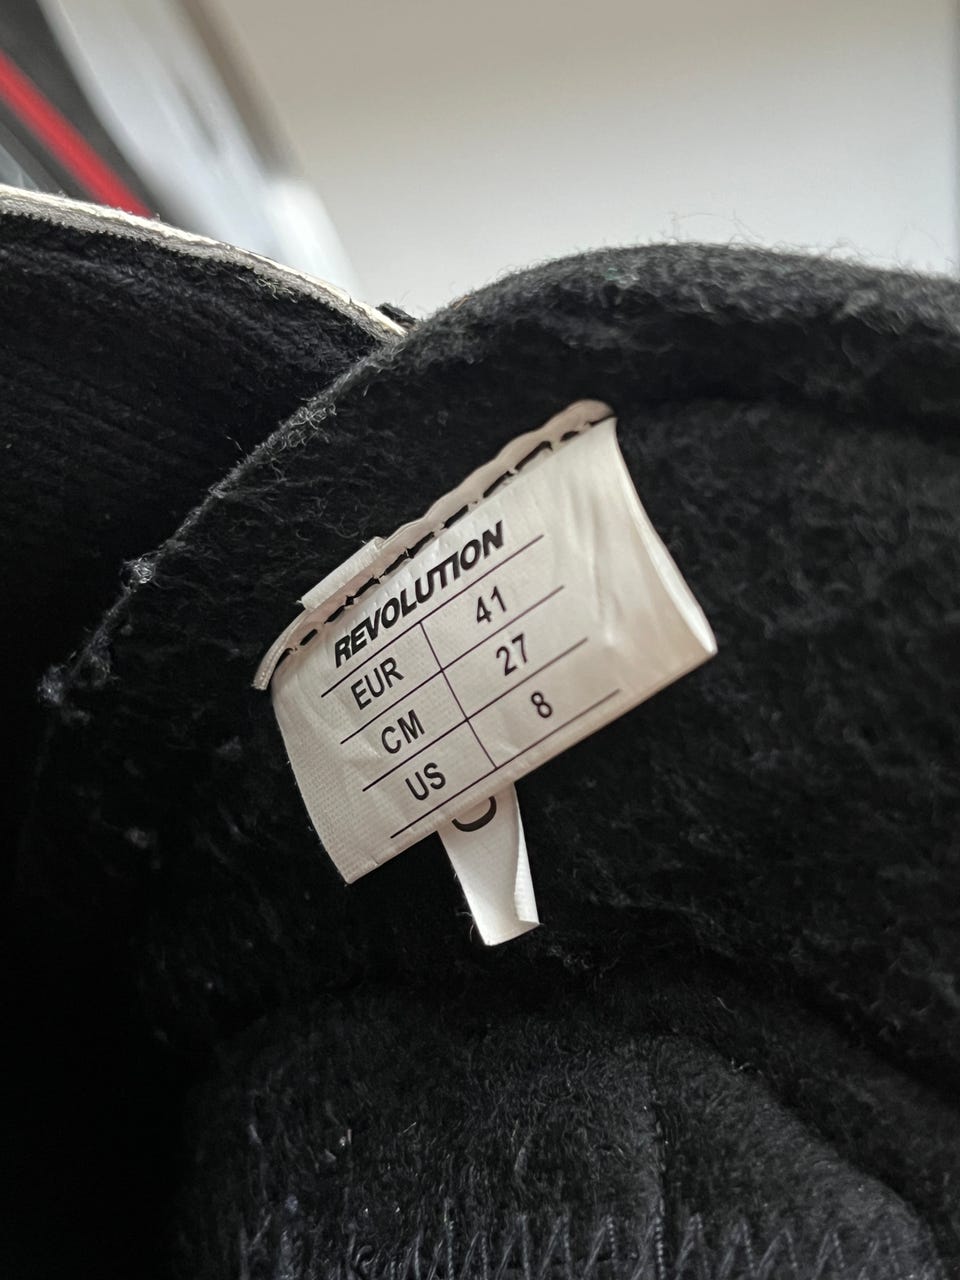 REVOLUTION
EUR 41
CM 27
US 8